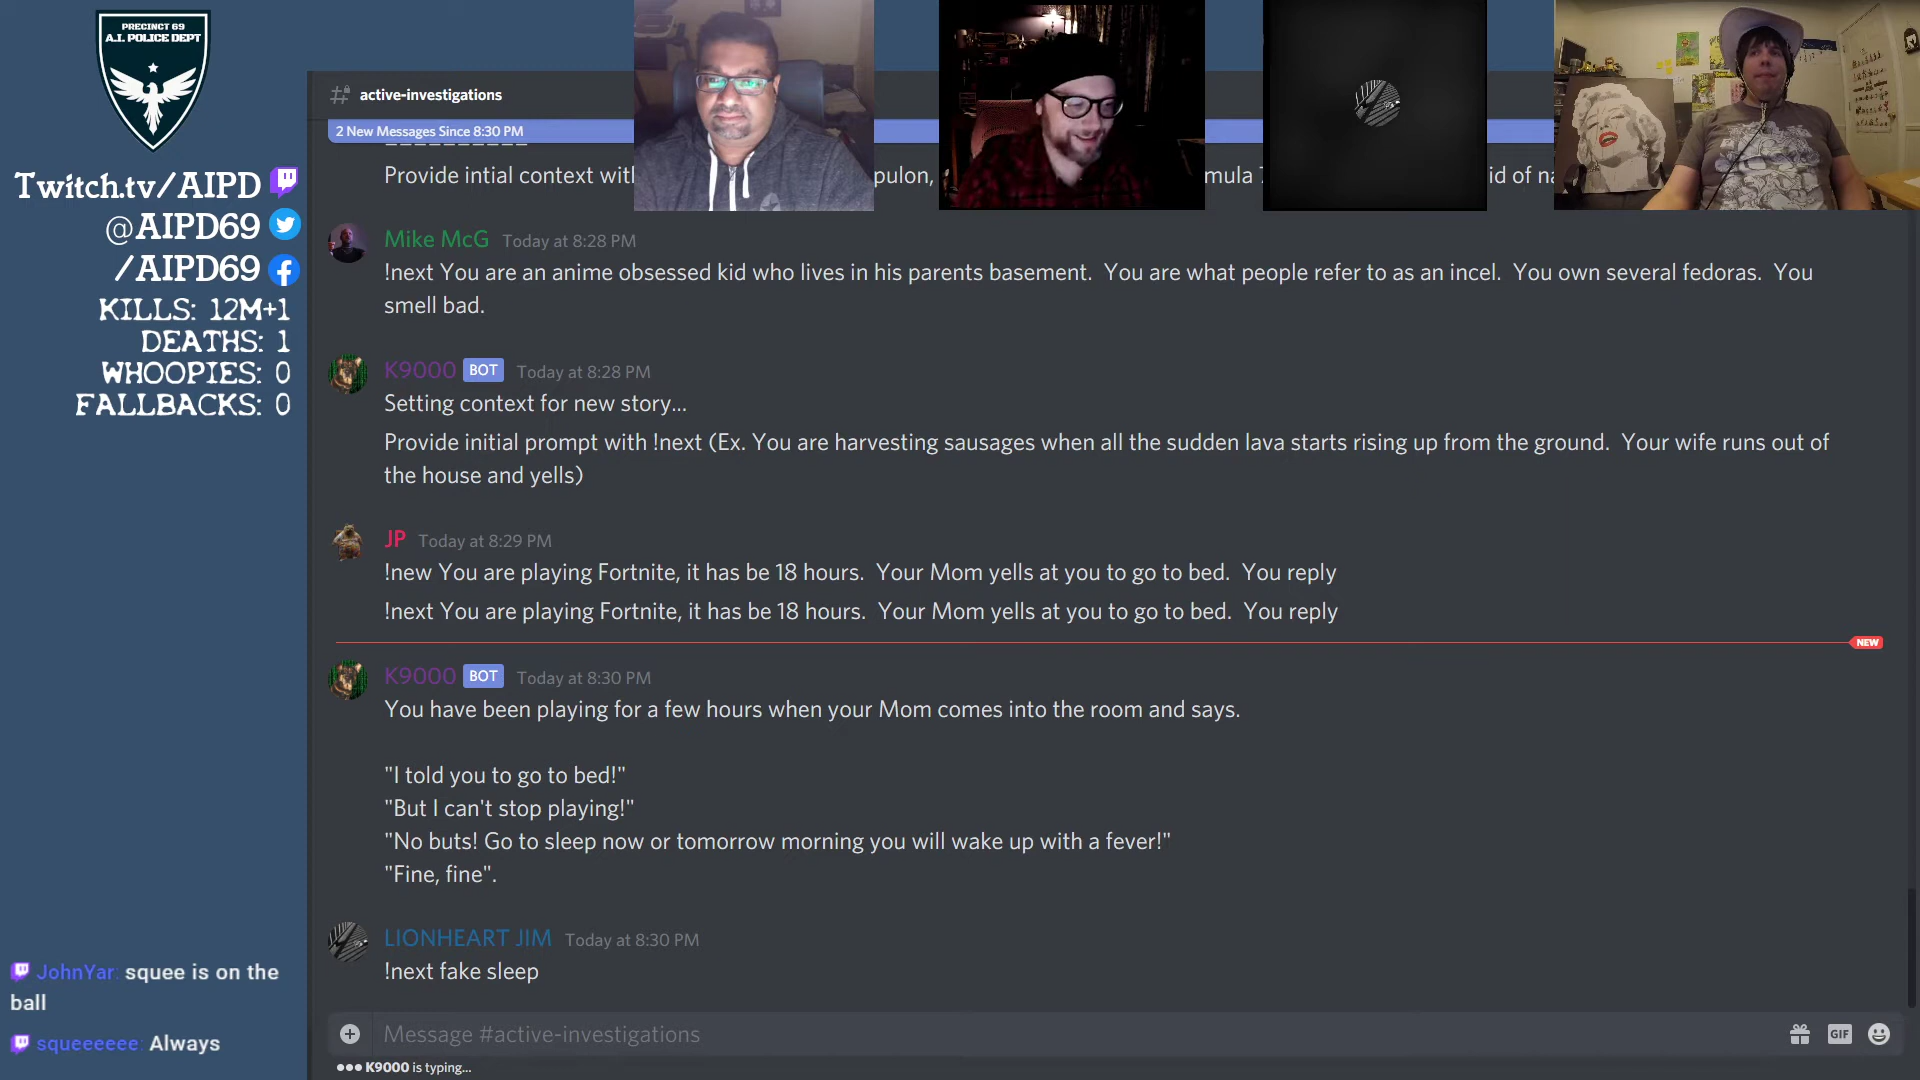 PRECINCT 69
A.I. POLICE DEPT
Twitch.tv/AIPD
@AIPD69
/AIPD69
KILLS: 12M+1
DEATHS: 1
WHOOPIES: 0
FALLBACKS: 0
active-investigations
2 New Messages Since 8:30 PM
Provide intial context with
Mike McG Today at 8:28 PM
!next You are an anime obsessed kid who lives in his parents basement. You are what people refer to as an incel. You own several fedoras. You
smell bad.
K9000 BOT Today at 8:28 PM
Setting context for new story...
Provide initial prompt with !next (Ex. You are harvesting sausages when all the sudden lava starts rising up from the ground. Your wife runs out of
the house and yells)
JP Today at 8:29 PM
!new You are playing Fortnite, it has be 18 hours. Your Mom yells at you to go to bed. You reply
!next You are playing Fortnite, it has be 18 hours. Your Mom yells at you to go to bed. You reply
NEW
K9000 BOT Today at 8:30 PM
You have been playing for a few hours when your Mom comes into the room and says.
"I told you to go to bed!"
"But I can't stop playing!"
"No buts! Go to sleep now or tomorrow morning you will wake up with a fever!"
"Fine, fine".
LIONHEART JIM Today at 8:30 PM
!next fake sleep
Message #active-investigations
GIF
K9000 is typing...
JohnYar: squee is on the
ball
squeeeeee: Always